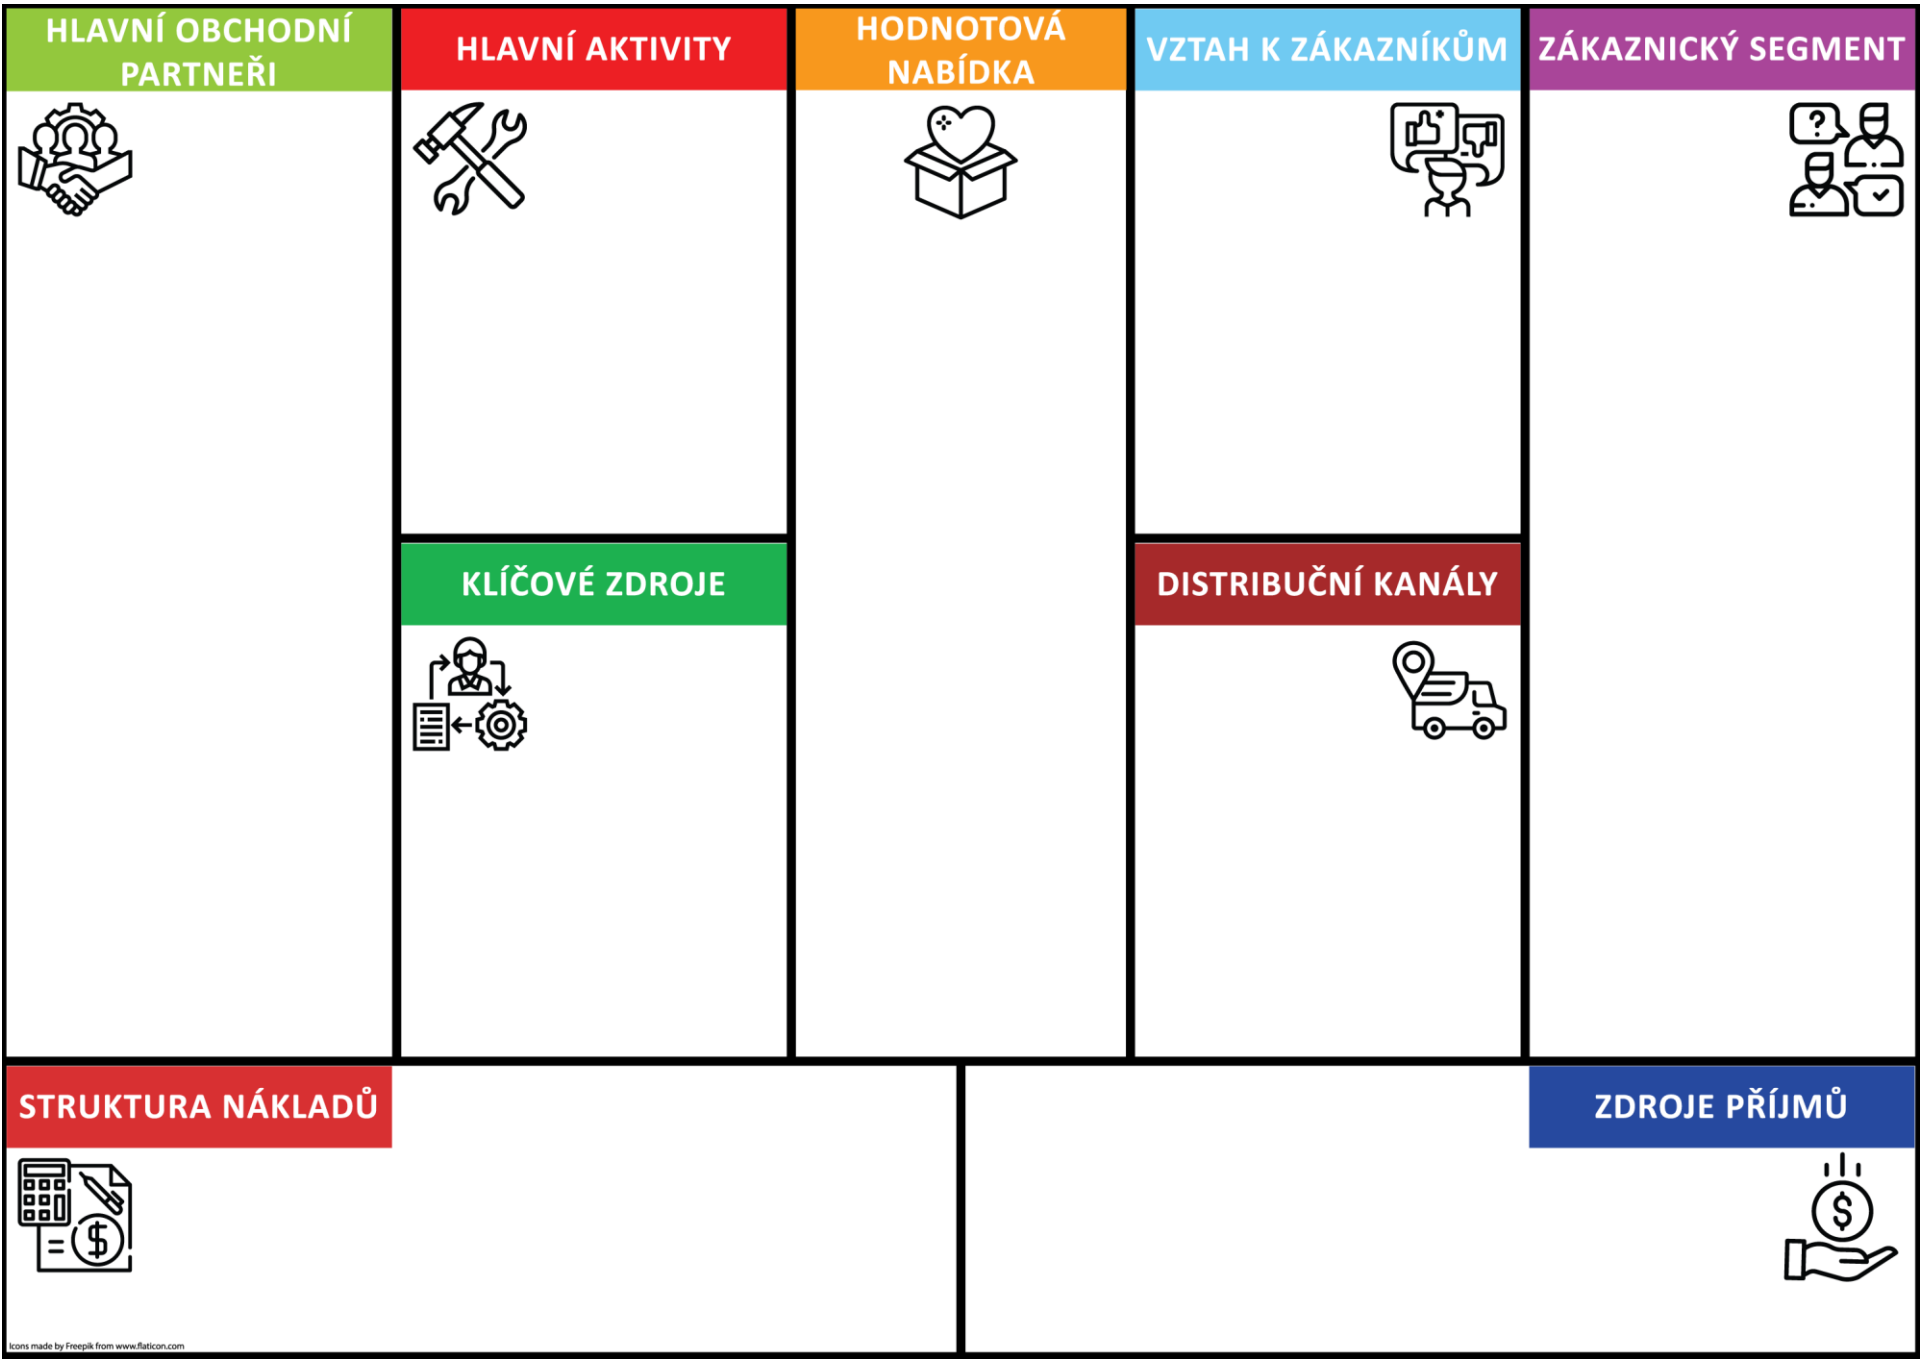 HLAVNÍ OBCHODNÍ
PARTNEŘI
HLAVNÍ AKTIVITY
HODNOTOVÁ
NABÍDKA
VZTAH K ZÁKAZNÍKŮM
ZÁKAZNICKÝ SEGMENT
KLÍČOVÉ ZDROJE
DISTRIBUČNÍ KANÁLY
STRUKTURA NÁKLADŮ
ZDROJE PŘÍJMŮ
Icons made by Freepik from www.flaticon.com